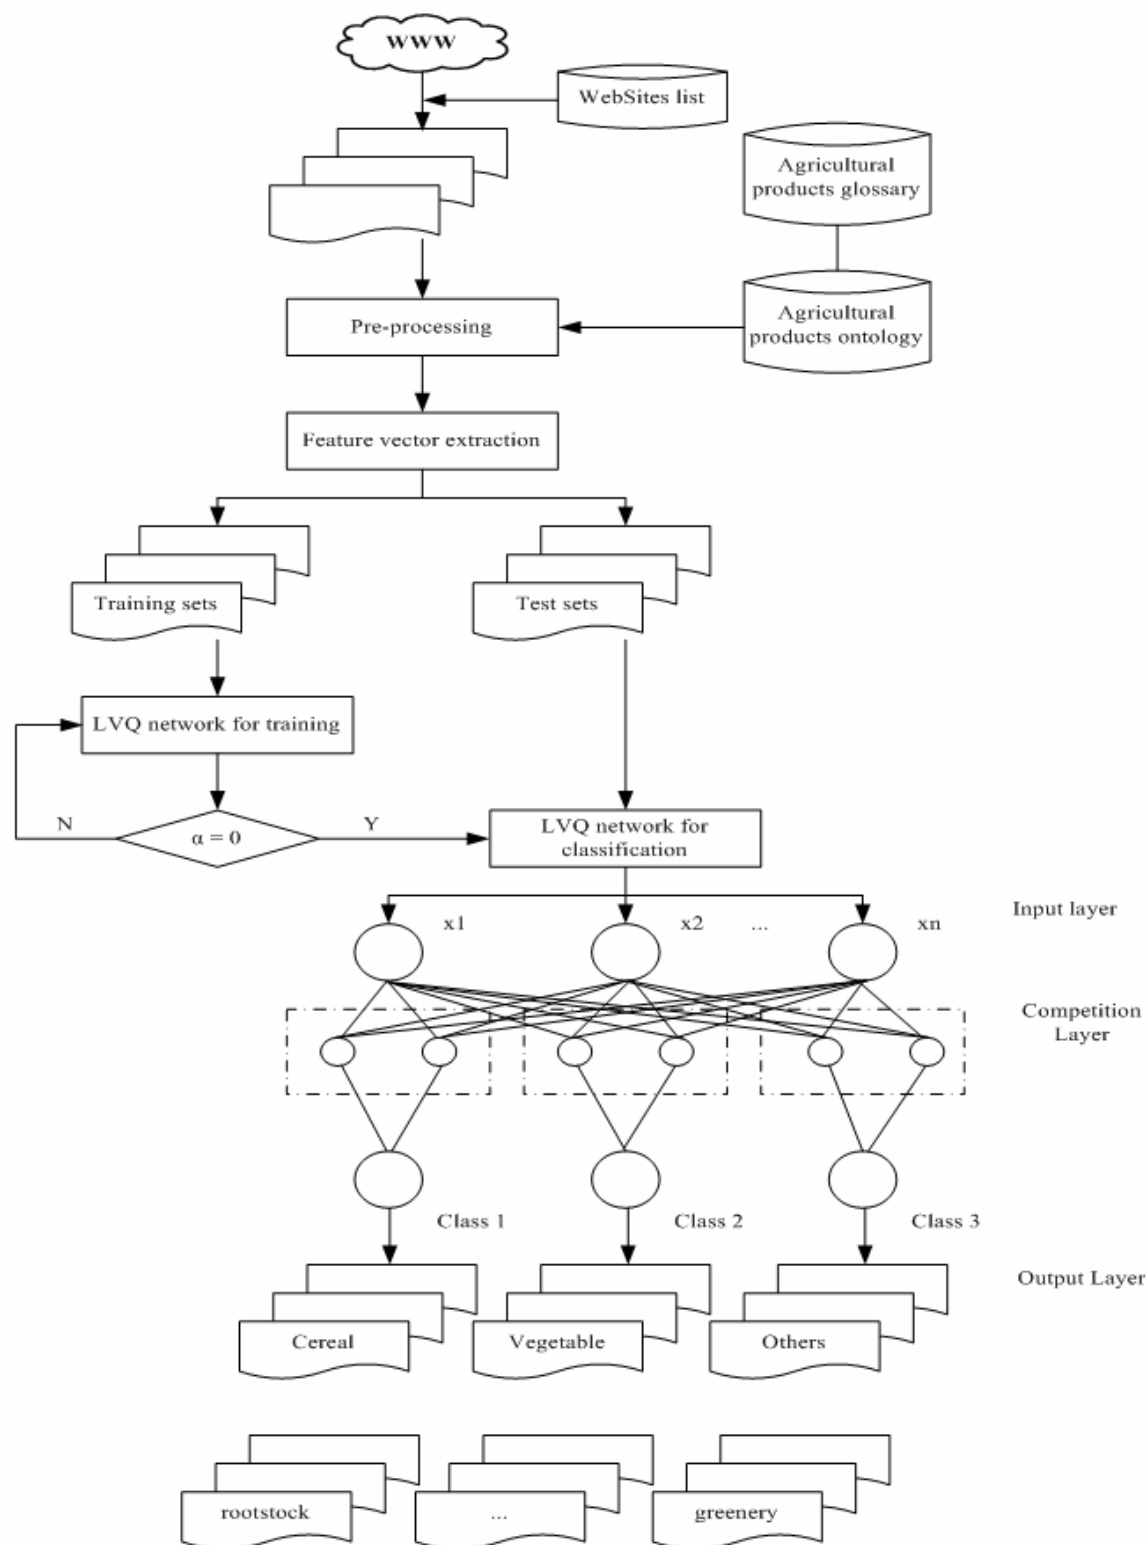 WWW
WebSites list
Agricultural
products glossary
Pre-processing
Agricultural
products ontology
Feature vector extraction
Training sets
Test sets
LVQ network for training
N
α = 0
Y
LVQ network for
classification
Input layer
x1
x2
...
xn
Competition
Layer
Class 1
Class 2
Class 3
Output Layer
Cereal
Vegetable
Others
rootstock
...
greenery